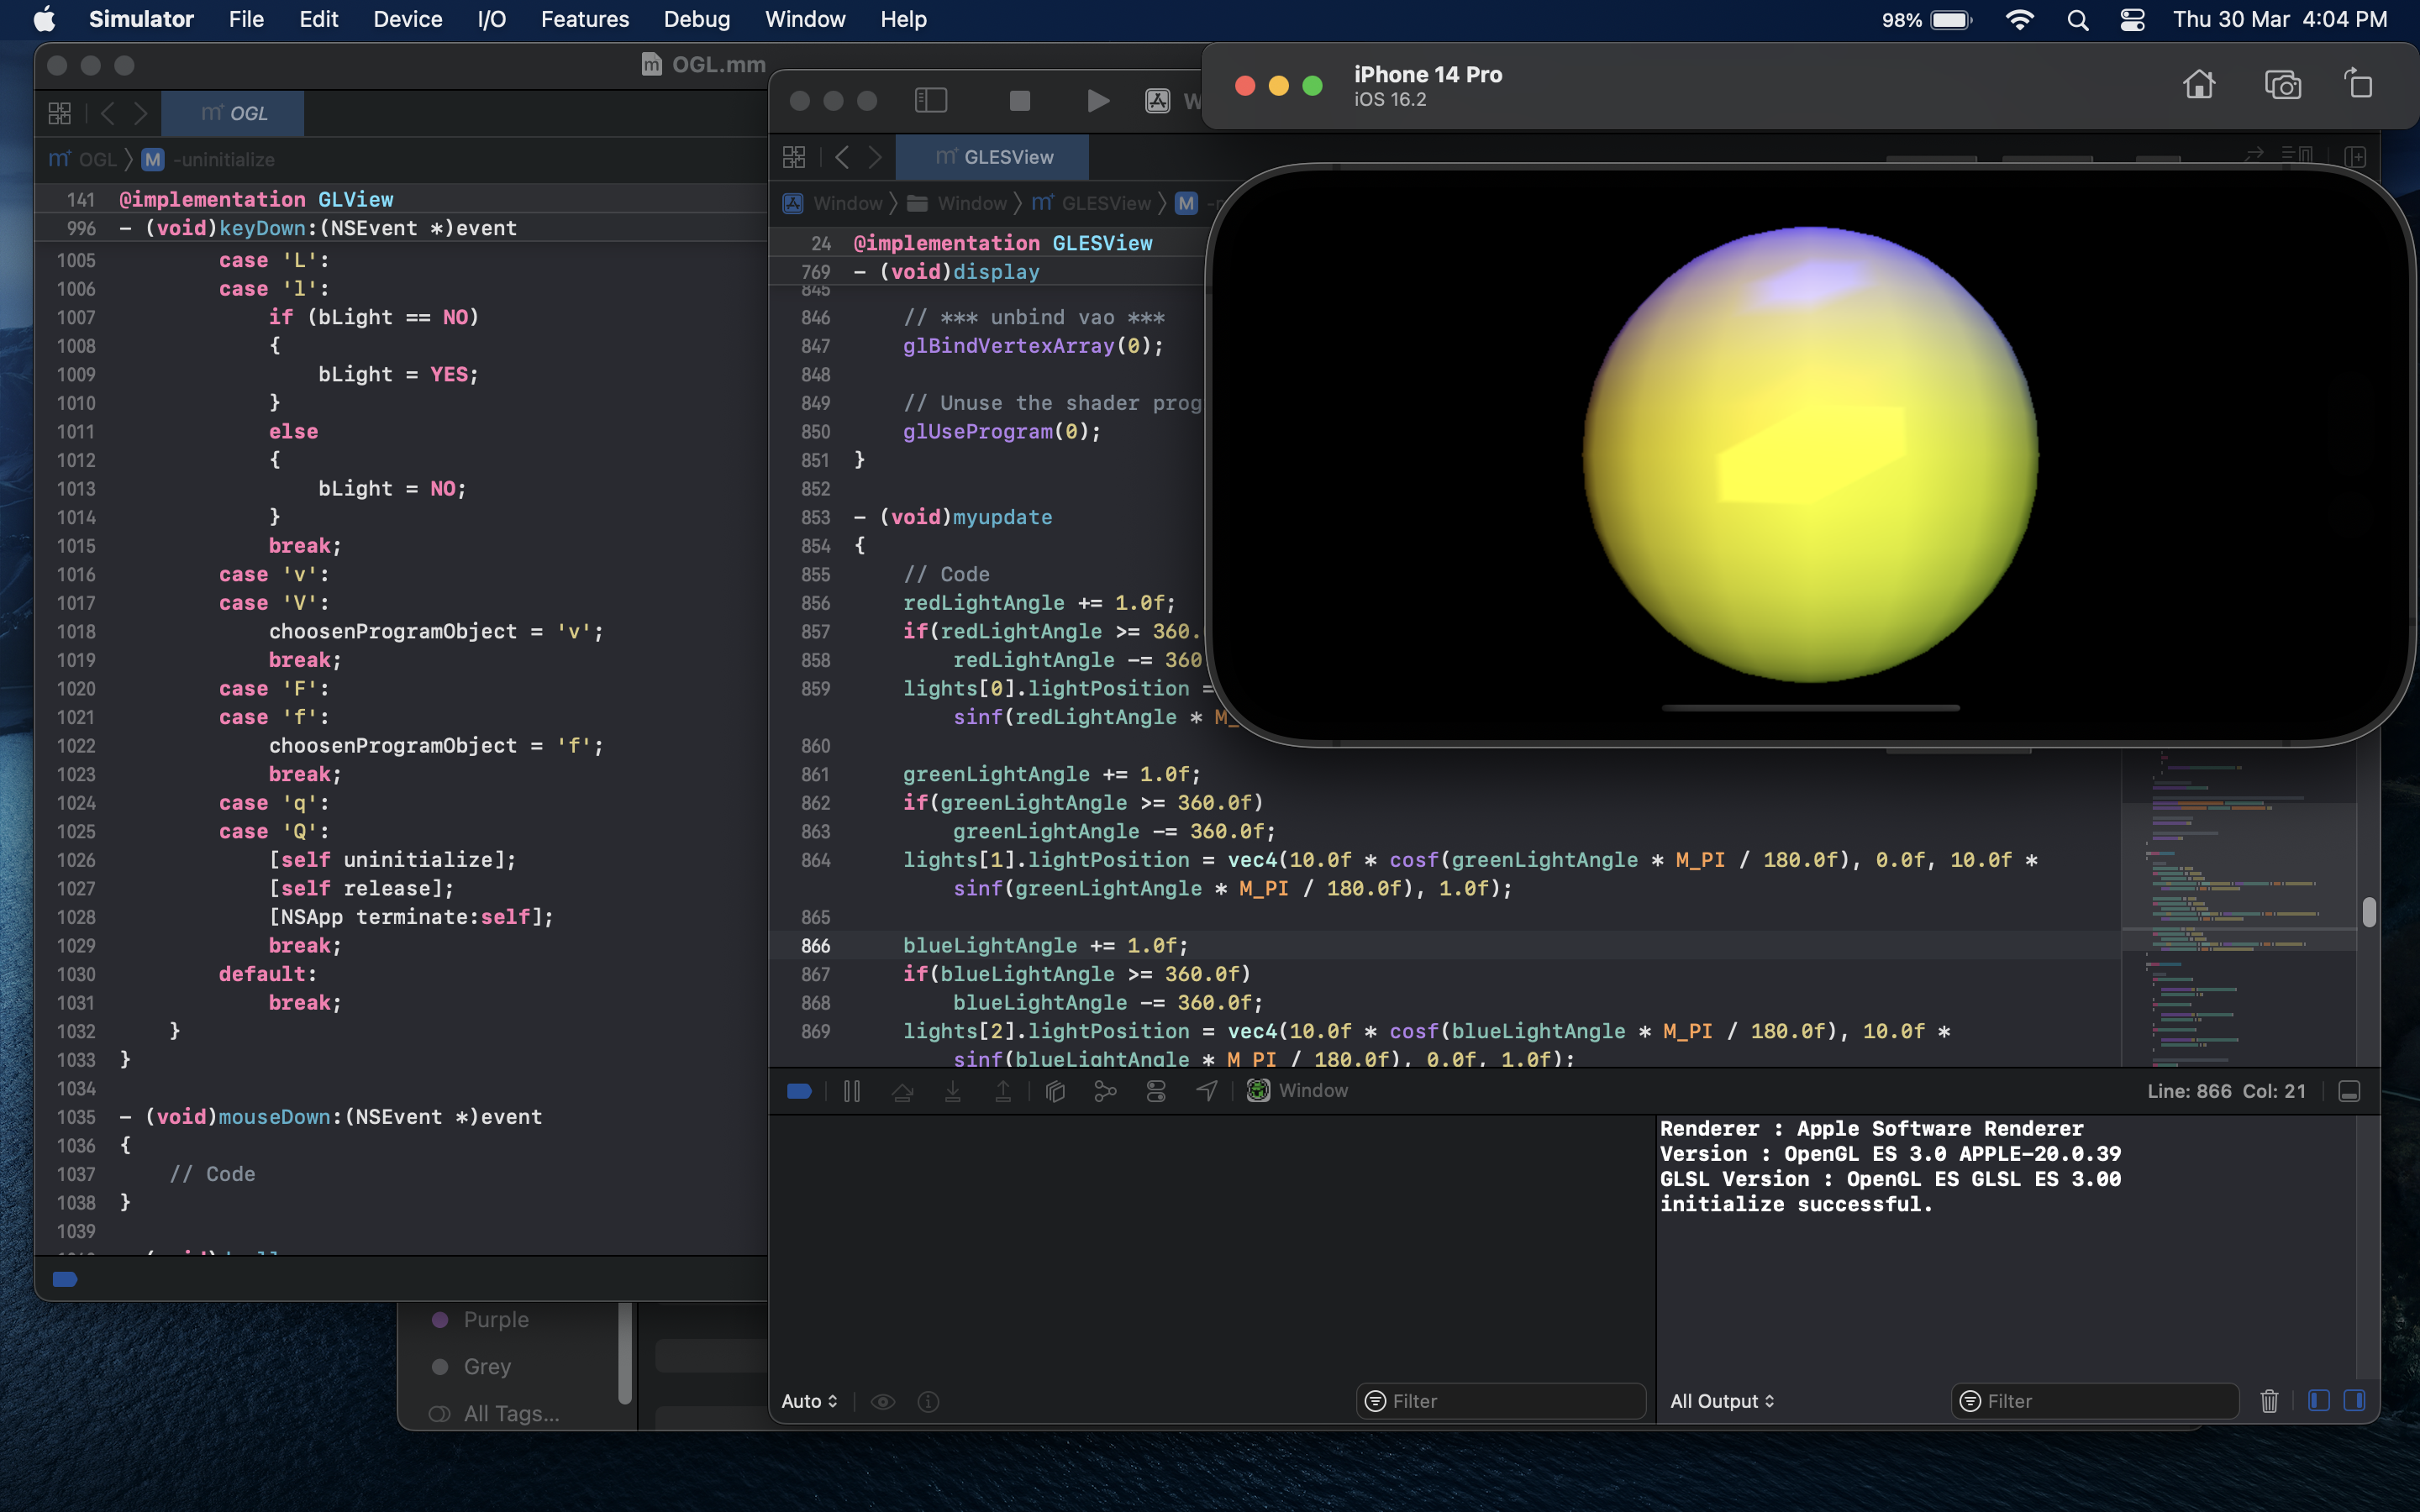 Simulator File Edit Device I/O Features Debug Window Help 98% Thu 30 Mar 4:04 PM
OGL.mm
OGL
OGL M -uninitialize
141 @implementation GLView
996 - (void)keyDown:(NSEvent *)event
1005 case 'L':
1006 case 'l':
1007 if (bLight == NO)
1008 {
1009 bLight = YES;
1010 }
1011 else
1012 {
1013 bLight = NO;
1014 }
1015 break;
1016 case 'v':
1017 case 'V':
1018 choosenProgramObject = 'v';
1019 break;
1020 case 'F':
1021 case 'f':
1022 choosenProgramObject = 'f';
1023 break;
1024 case 'q':
1025 case 'Q':
1026 [self uninitialize];
1027 [self release];
1028 [NSApp terminate:self];
1029 break;
1030 default:
1031 break;
1032 }
1033 }
1034
1035 - (void)mouseDown:(NSEvent *)event
1036 {
1037 // Code
1038 }
1039
Purple
Grey
All Tags...
iPhone 14 Pro
iOS 16.2
GLESView
Window Window GLESView M
24 @implementation GLESView
769 - (void)display
845
846 // *** unbind vao ***
847 glBindVertexArray(0);
848
849 // Unuse the shader prog
850 glUseProgram(0);
851 }
852
853 - (void)myupdate
854 {
855 // Code
856 redLightAngle += 1.0f;
857 if(redLightAngle >= 360.
858 redLightAngle -= 360
859 lights[0].lightPosition =
sinf(redLightAngle * M_
860
861 greenLightAngle += 1.0f;
862 if(greenLightAngle >= 360.0f)
863 greenLightAngle -= 360.0f;
864 lights[1].lightPosition = vec4(10.0f * cosf(greenLightAngle * M_PI / 180.0f), 0.0f, 10.0f *
sinf(greenLightAngle * M_PI / 180.0f), 1.0f);
865
866 blueLightAngle += 1.0f;
867 if(blueLightAngle >= 360.0f)
868 blueLightAngle -= 360.0f;
869 lights[2].lightPosition = vec4(10.0f * cosf(blueLightAngle * M_PI / 180.0f), 10.0f *
sinf(blueLightAngle * M_PI / 180.0f), 0.0f, 1.0f);
Window Line: 866 Col: 21
Renderer : Apple Software Renderer
Version : OpenGL ES 3.0 APPLE-20.0.39
GLSL Version : OpenGL ES GLSL ES 3.00
initialize successful.
Auto Filter All Output Filter